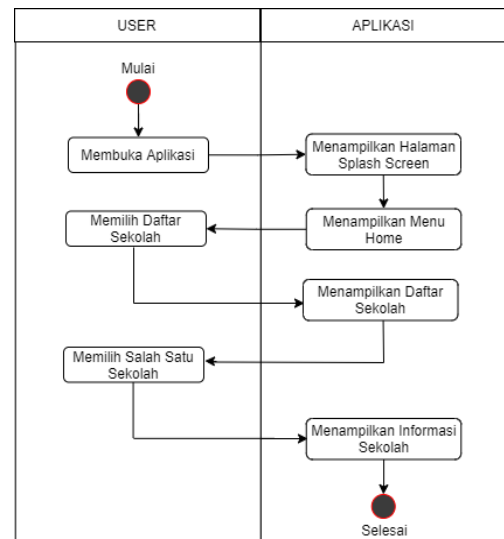 USER
APLIKASI
Mulai
Membuka Aplikasi
Menampilkan Halaman
Splash Screen
Menampilkan Menu
Home
Memilih Daftar
Sekolah
Menampilkan Daftar
Sekolah
Memilih Salah Satu
Sekolah
Menampilkan Informasi
Sekolah
Selesai